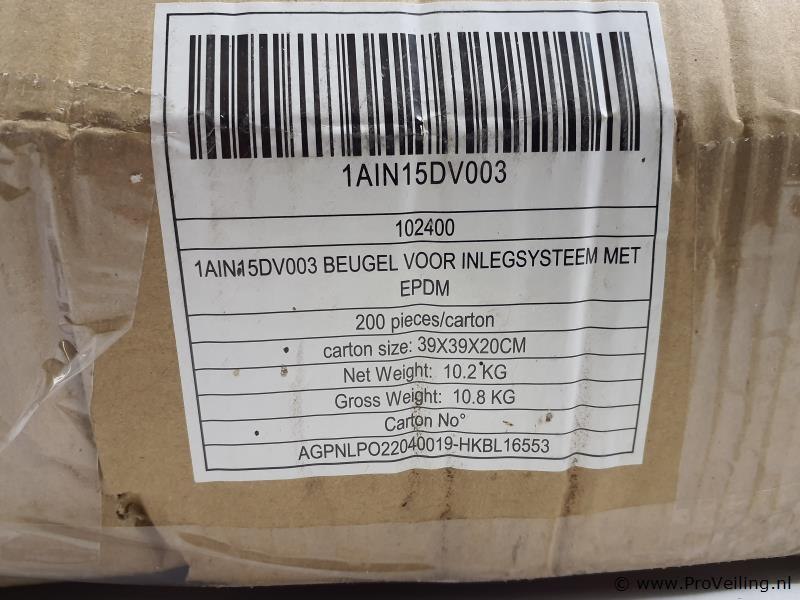 1AIN15DV003
102400
1AIN15DV003 BEUGEL VOOR INLEGSYSTEEM MET
EPDM
200 pieces/carton
carton size: 39X39X20CM
Net Weight: 10.2 KG
Gross Weight: 10.8 KG
Carton No°
AGPNLPO22040019-HKBL16553
© www.ProVeiling.nl